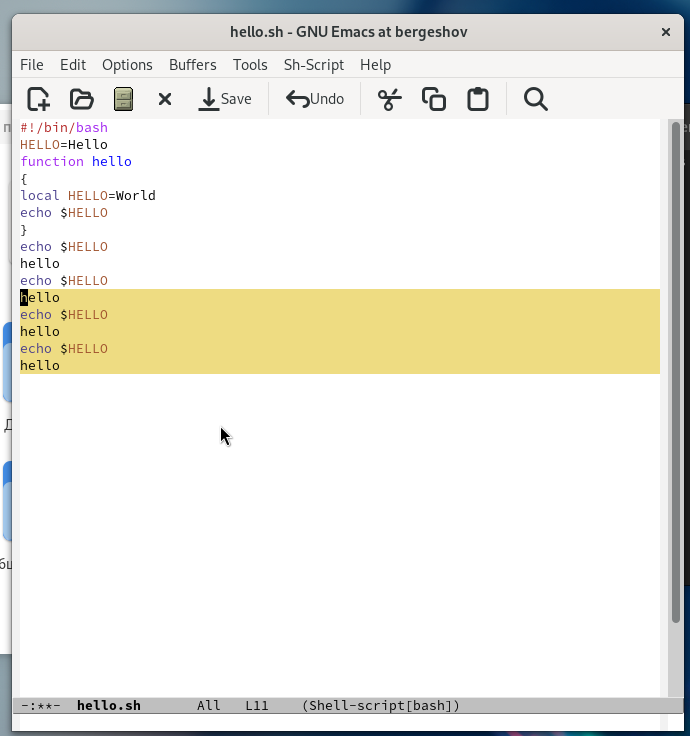 hello.sh - GNU Emacs at bergeshov
File Edit Options Buffers Tools Sh-Script Help
Save Undo
#!/bin/bash
HELLO=Hello
function hello
{
local HELLO=World
echo $HELLO
}
echo $HELLO
hello
echo $HELLO
hello
echo $HELLO
hello
echo $HELLO
hello
-:**- hello.sh All L11 (Shell-script[bash])